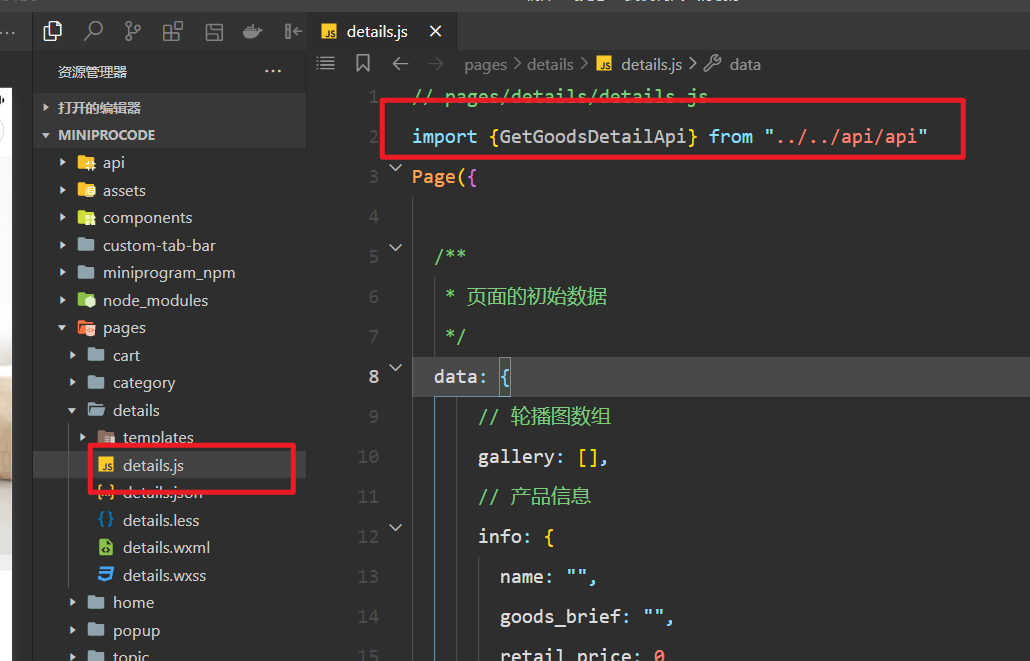 details.js
资源管理器
打开的编辑器
MINIPROCODE
api
assets
components
custom-tab-bar
miniprogram_npm
node_modules
pages
cart
category
details
templates
details.js
details.json
details.less
details.wxml
details.wxss
home
popup
topic
pages > details > JS details.js > data
1 // pages/details/details.js
2 import {GetGoodsDetailApi} from "../../api/api"
3 Page({
4
5 /**
6 * 页面的初始数据
7 */
8 data: {
9 // 轮播图数组
10 gallery: [],
11 // 产品信息
12 info: {
13 name: "",
14 goods_brief: "",
15 retail_price: 0